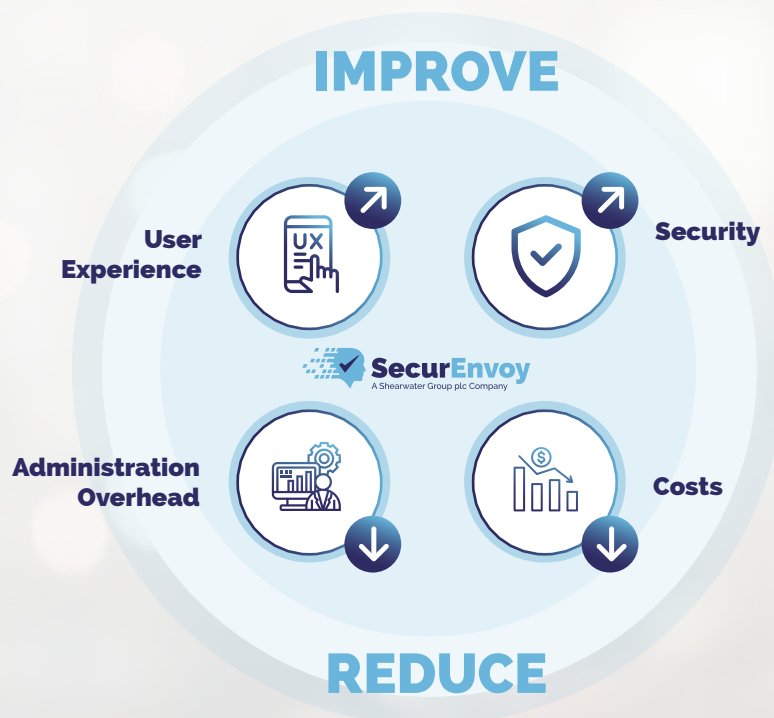 IMPROVE
UX
User
Experience
Security
SecurEnvoy
A Shearwater Group plc Company
$
Administration
Overhead
Costs
REDUCE